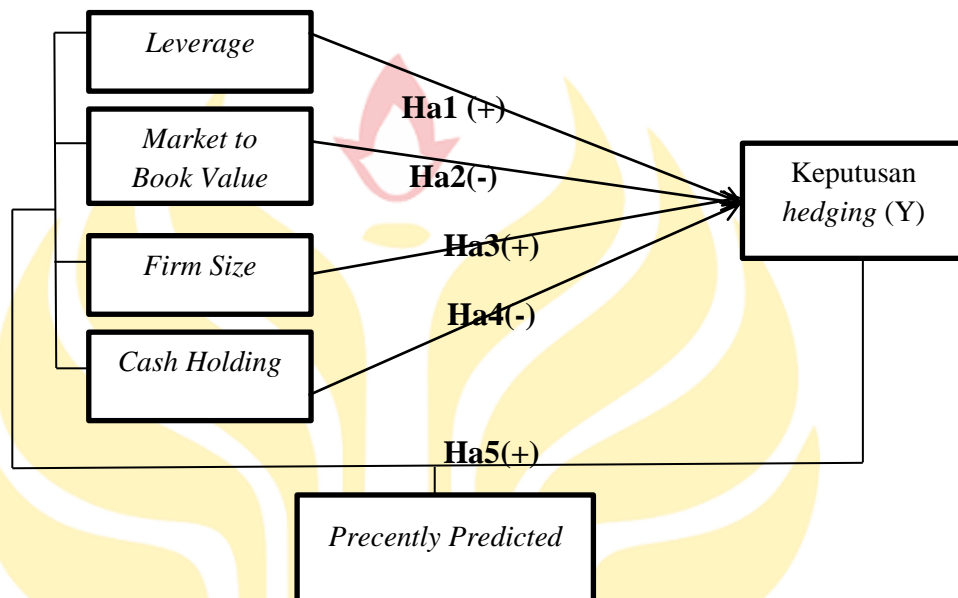 Leverage
Ha1 (+)
Market to
Book Value
Ha2(-)
Keputusan
hedging (Y)
Firm Size
Ha3(+)
Ha4(-)
Cash Holding
Ha5(+)
Precently Predicted